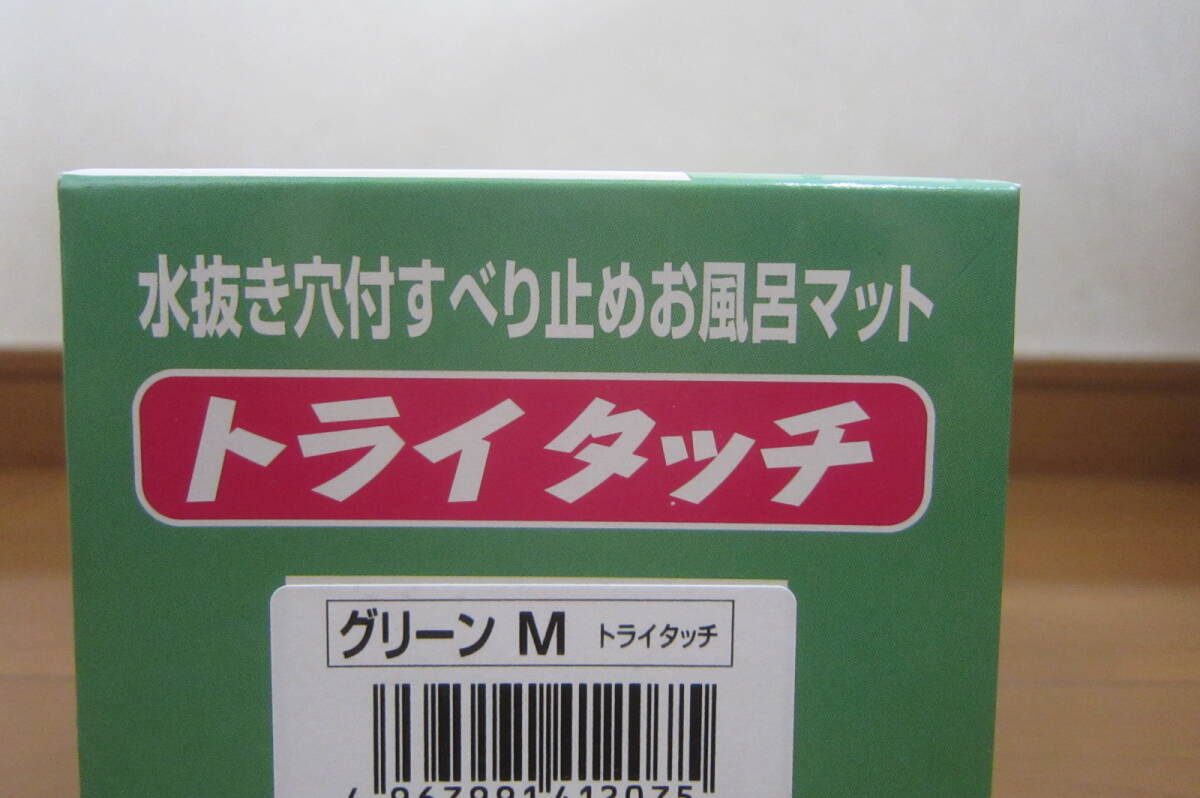 水抜き穴付すべり止めお風呂マット
トライタッチ
グリーン M トライタッチ